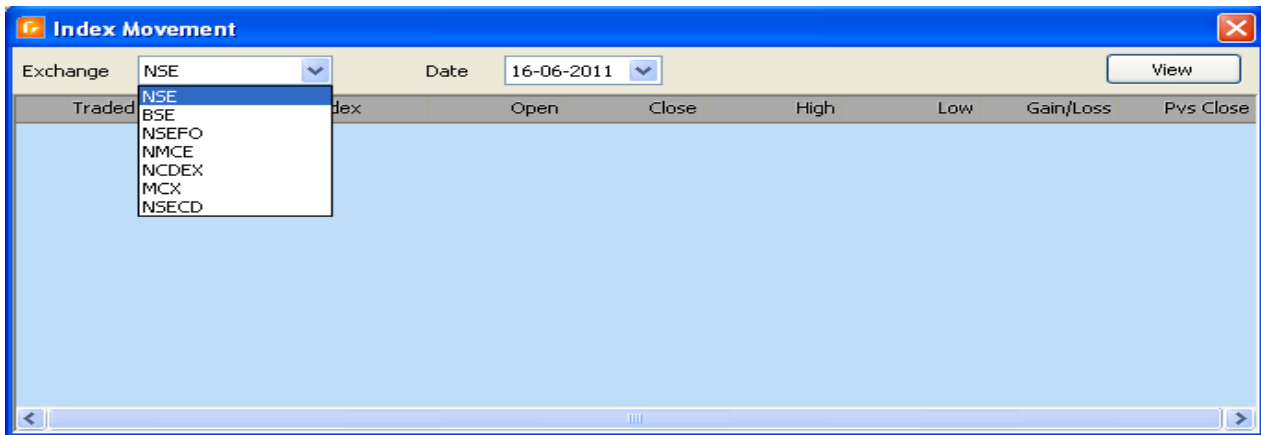 Index Movement
Exchange NSE Date 16-06-2011 View
Traded dex Open Close High Low Gain/Loss Pvs Close
NSE
BSE
NSEFO
NMCE
NCDEX
MCX
NSECD